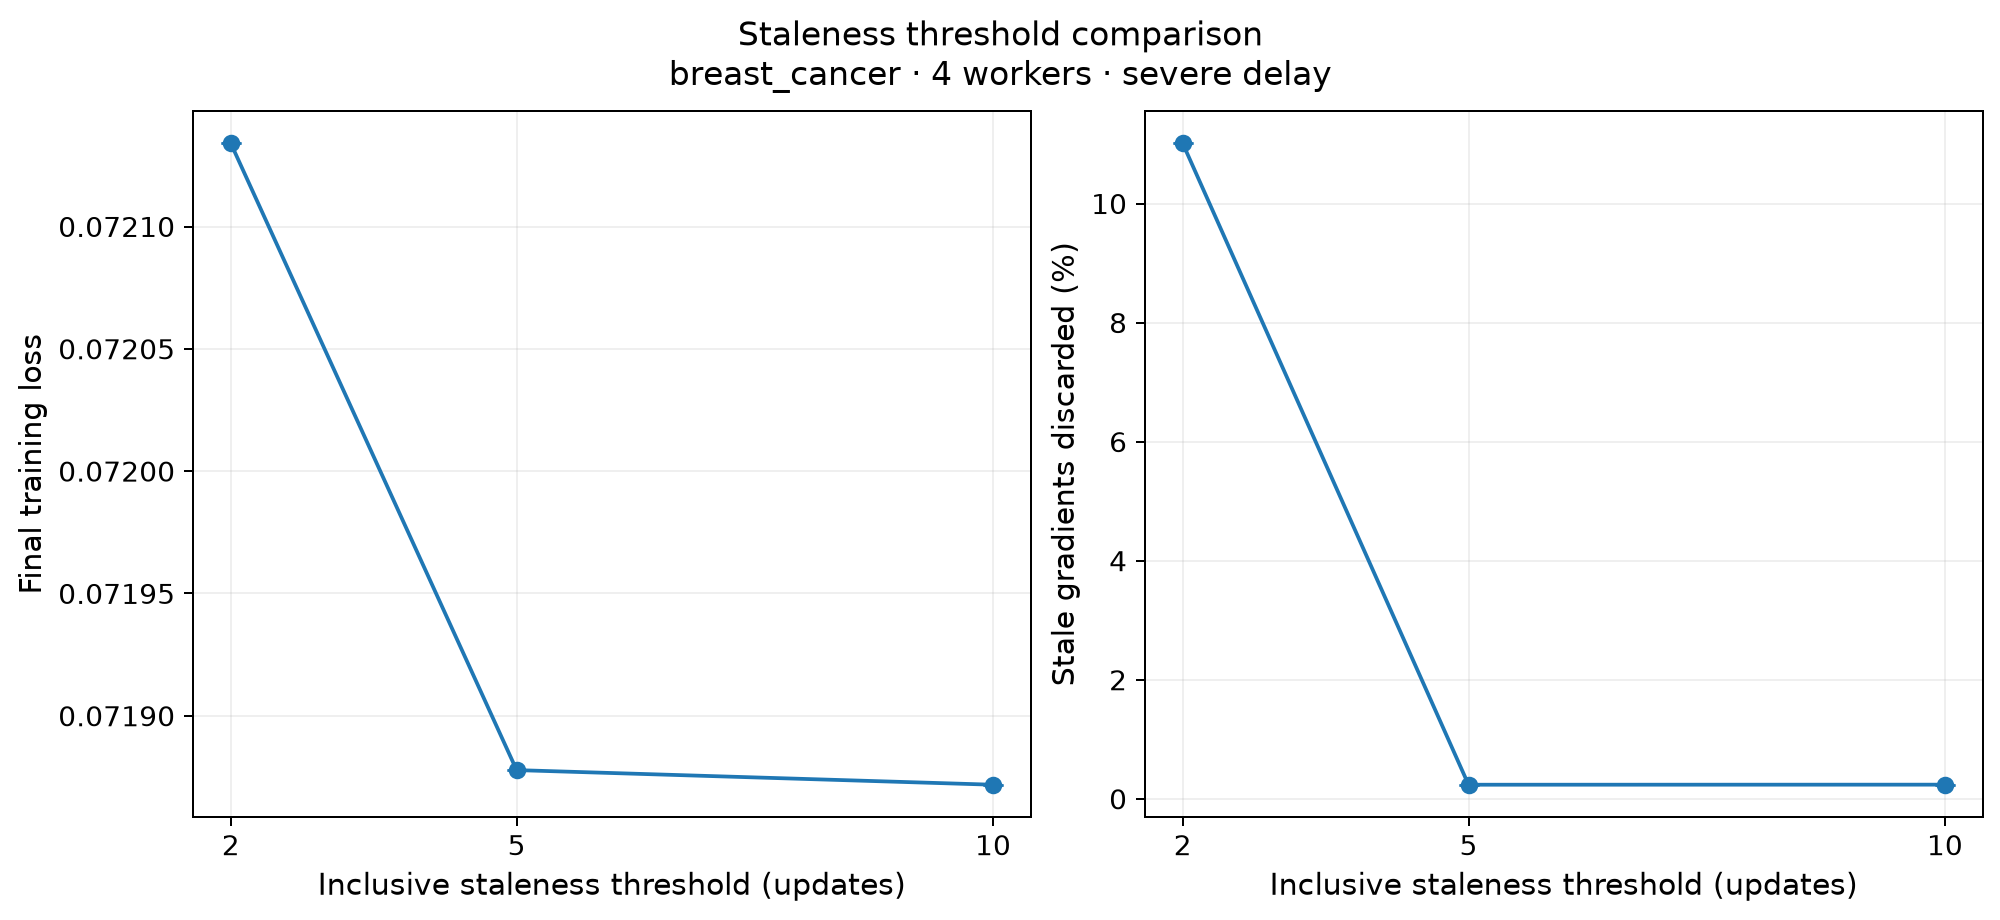 Staleness threshold comparison
breast_cancer · 4 workers · severe delay
Final training loss
0.07210
0.07205
0.07200
0.07195
0.07190
2
5
10
Inclusive staleness threshold (updates)
Stale gradients discarded (%)
10
8
6
4
2
0
2
5
10
Inclusive staleness threshold (updates)